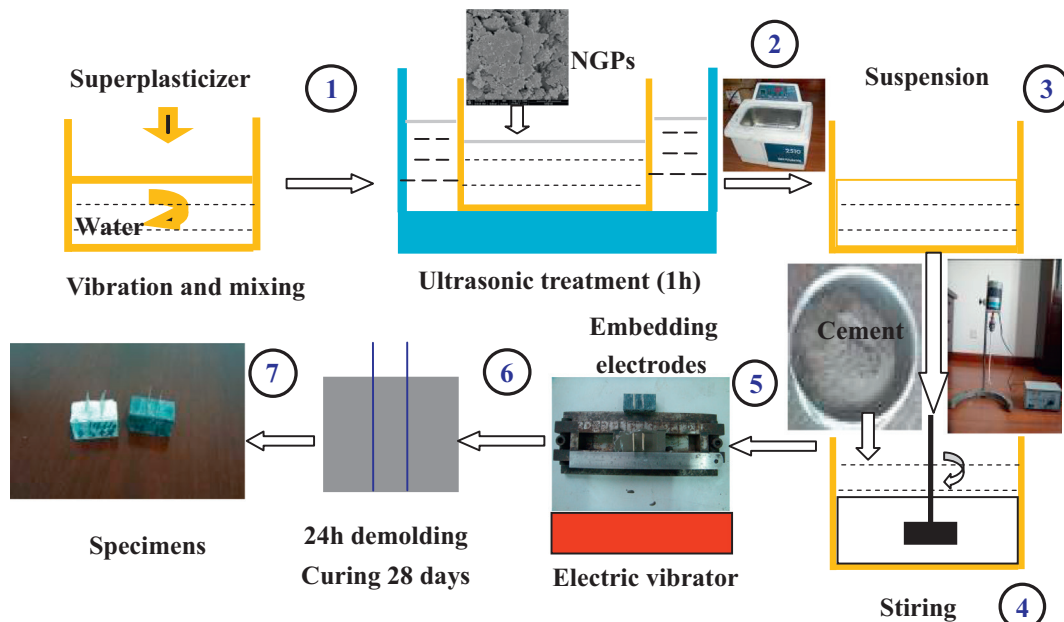 Superplasticizer
1
Water
Vibration and mixing
NGPs
Ultrasonic treatment (1h)
2
2510
Suspension
3
Cement
Stiring
4
Embedding
electrodes
5
Electric vibrator
6
24h demolding
Curing 28 days
7
Specimens